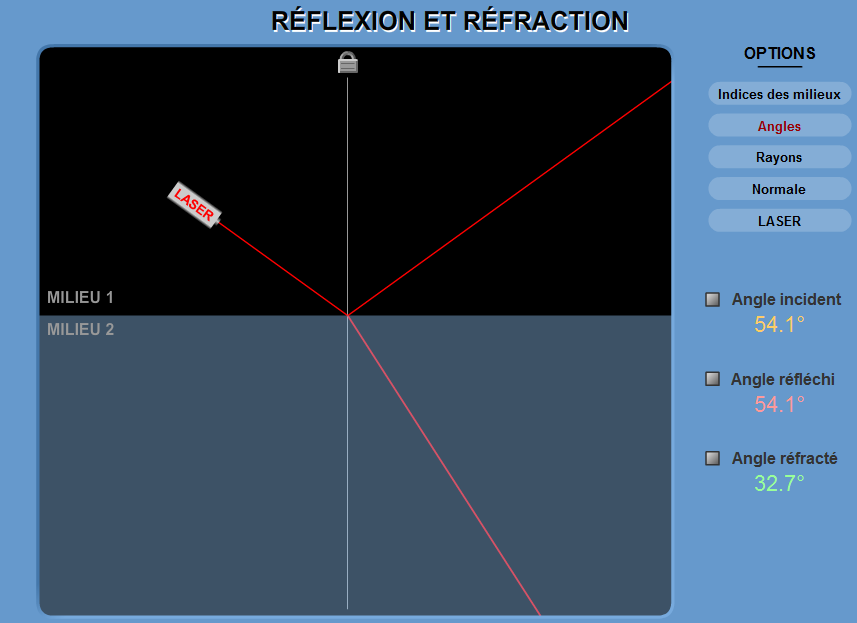 RÉFLEXION ET RÉFRACTION
LASER
MILIEU 1
MILIEU 2
OPTIONS
Indices des milieux
Angles
Rayons
Normale
LASER
Angle incident
54.1°
Angle réfléchi
54.1°
Angle réfracté
32.7°